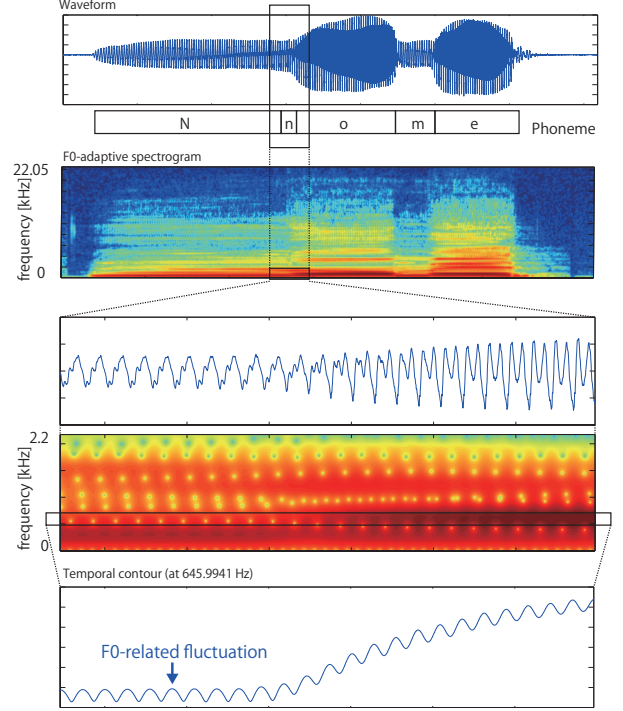 Waveform
N n o m e Phoneme
F0-adaptive spectrogram
22.05
frequency [kHz]
0
2.2
frequency [kHz]
0
Temporal contour (at 645.9941 Hz)
F0-related fluctuation